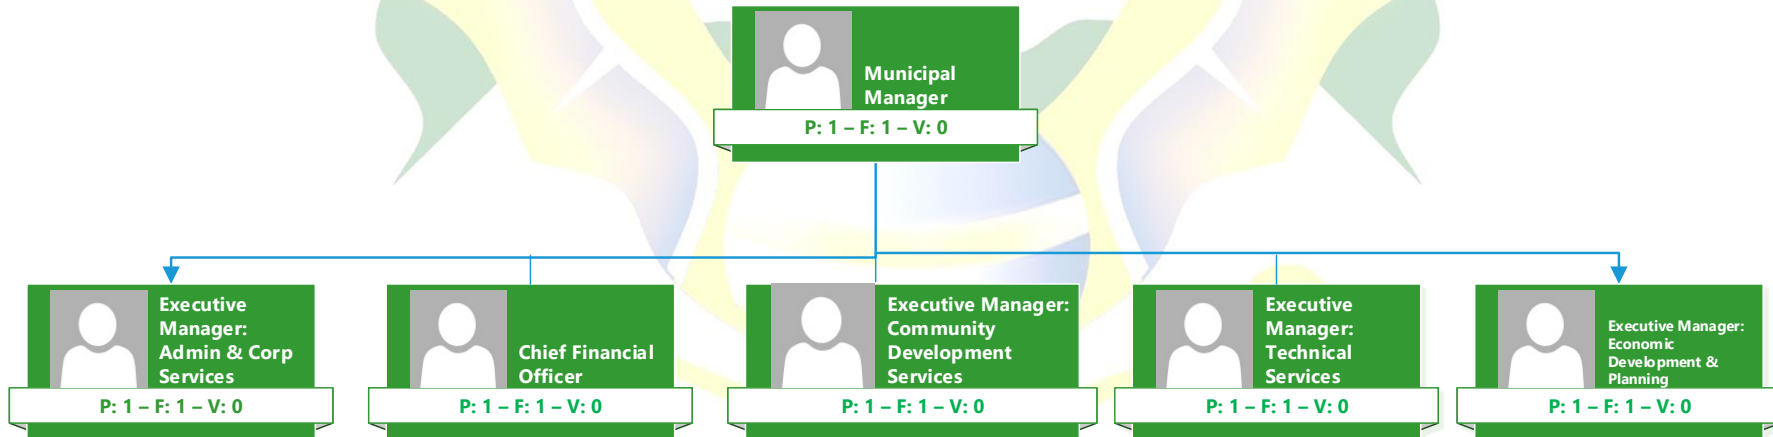 Municipal
Manager
P: 1 – F: 1 – V: 0
Executive
Manager:
Admin & Corp
Services
P: 1 – F: 1 – V: 0
Chief Financial
Officer
P: 1 – F: 1 – V: 0
Executive Manager:
Community
Development
Services
P: 1 – F: 1 – V: 0
Executive
Manager:
Technical
Services
P: 1 – F: 1 – V: 0
Executive Manager:
Economic
Development &
Planning
P: 1 – F: 1 – V: 0